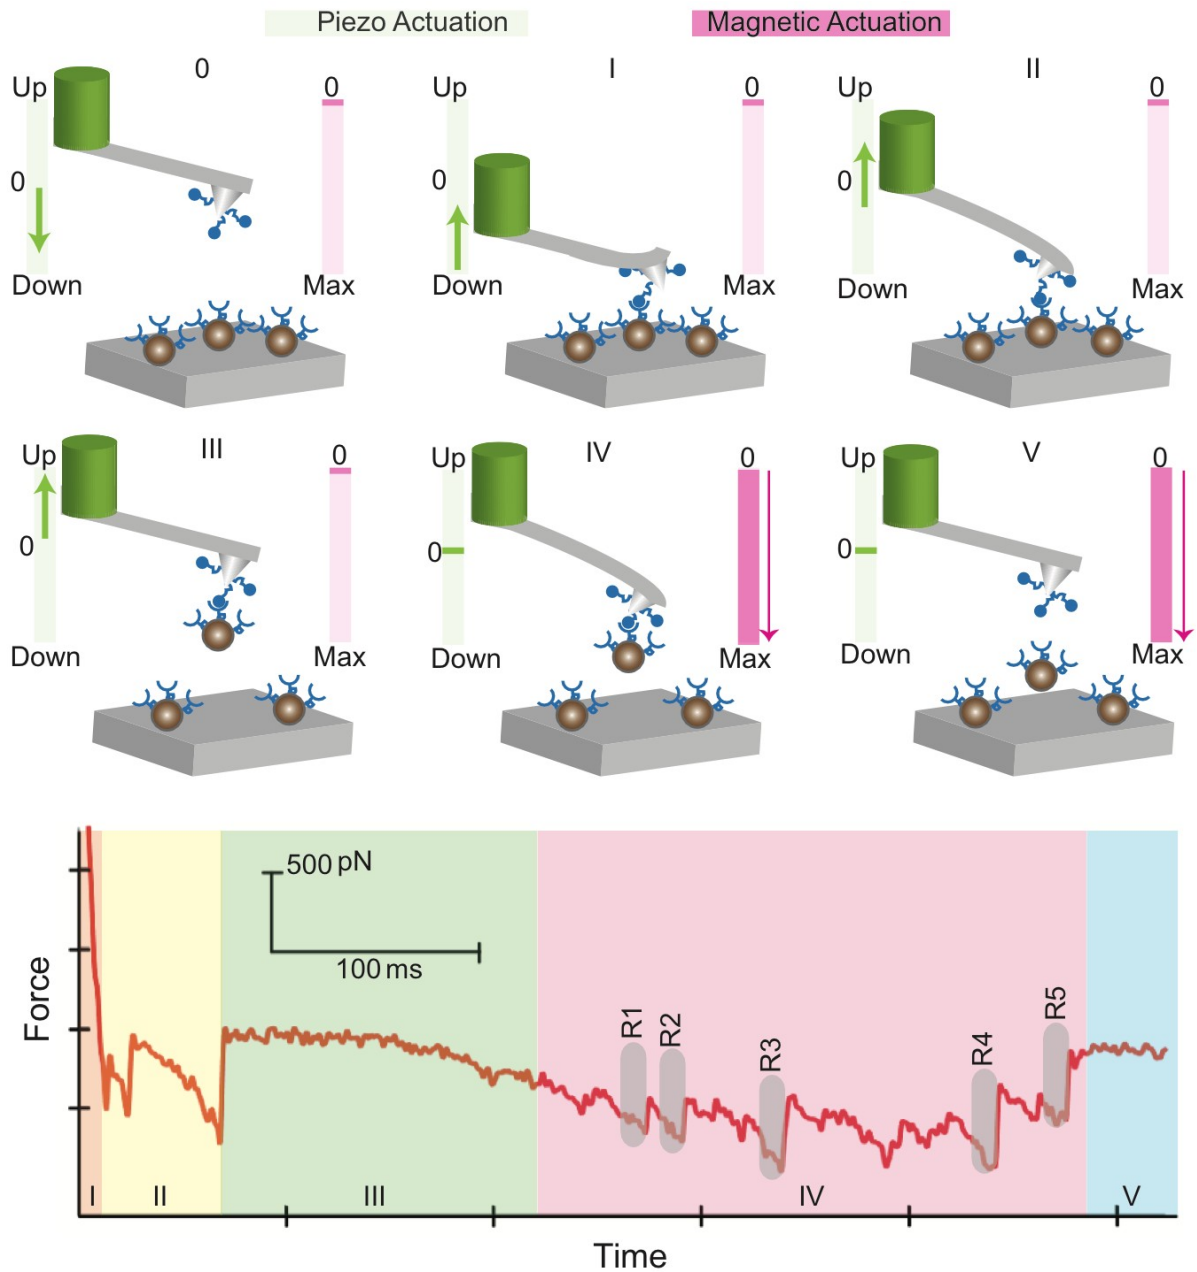 Piezo Actuation
Magnetic Actuation
0
Up
0
0
Down
Max
I
Up
0
0
Down
Max
II
Up
0
0
Down
Max
III
Up
0
0
Down
Max
IV
Up
0
0
Down
Max
V
Up
0
0
Down
Max
500 pN
100 ms
Force
R1
R2
R3
R4
R5
I
II
III
IV
V
Time